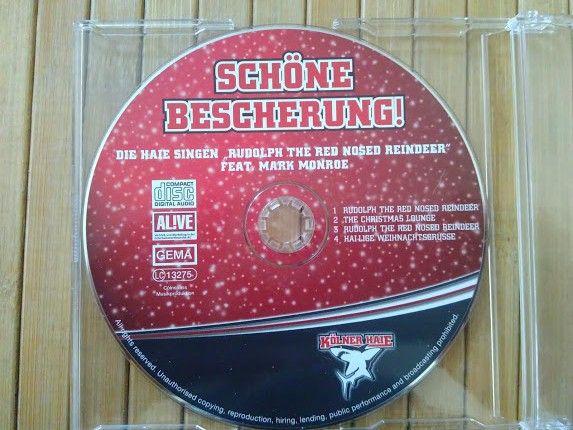 SCHÖNE
BESCHERUNG!
DIE HAIE SINGEN „RUDOLPH THE RED NOSED REINDEER"
FEAT. MARK MONROE
COMPACT
disc
DIGITAL AUDIO
ALIVE
GEMA
LC 13275
Musikproduktion
1 RUDOLPH THE RED NOSED REINDEER
2 THE CHRISTMAS LOUNGE
3 RUDOLPH THE RED NOSED REINDEER
4 HAI-LIGE WEIHNACHTSGRÜSSE
KÖLNER HAIE
All rights reserved. Unauthorised copying, reproduction, hiring, lending, public performance and broadcasting prohibited.